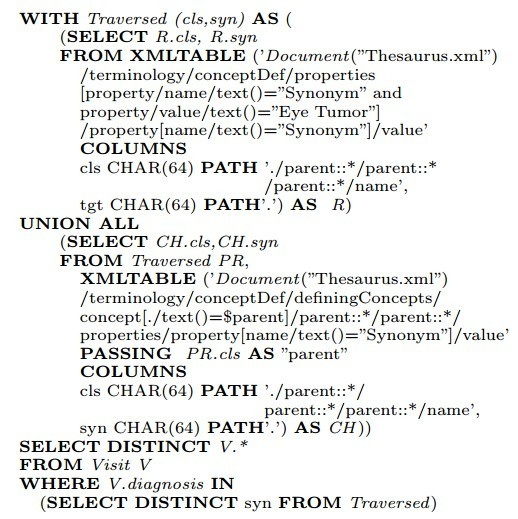 WITH Traversed (cls,syn) AS (
(SELECT R.cls, R.syn
FROM XMLTABLE ('Document("Thesaurus.xml")
/terminology/conceptDef/properties
[property/name/text()="Synonym" and
property/value/text()="Eye Tumor"]
/property[name/text()="Synonym"]/value'
COLUMNS
cls CHAR(64) PATH './parent::*/parent::*
/parent::*/name',
tgt CHAR(64) PATH'.') AS R)
UNION ALL
(SELECT CH.cls,CH.syn
FROM Traversed PR,
XMLTABLE ('Document("Thesaurus.xml")
/terminology/conceptDef/definingConcepts/
concept[./text()=$parent]/parent::*/parent::*/
properties/property[name/text()="Synonym"]/value'
PASSING PR.cls AS "parent"
COLUMNS
cls CHAR(64) PATH './parent::*/
parent::*/parent::*/name',
syn CHAR(64) PATH'.') AS CH))
SELECT DISTINCT V.*
FROM Visit V
WHERE V.diagnosis IN
(SELECT DISTINCT syn FROM Traversed)